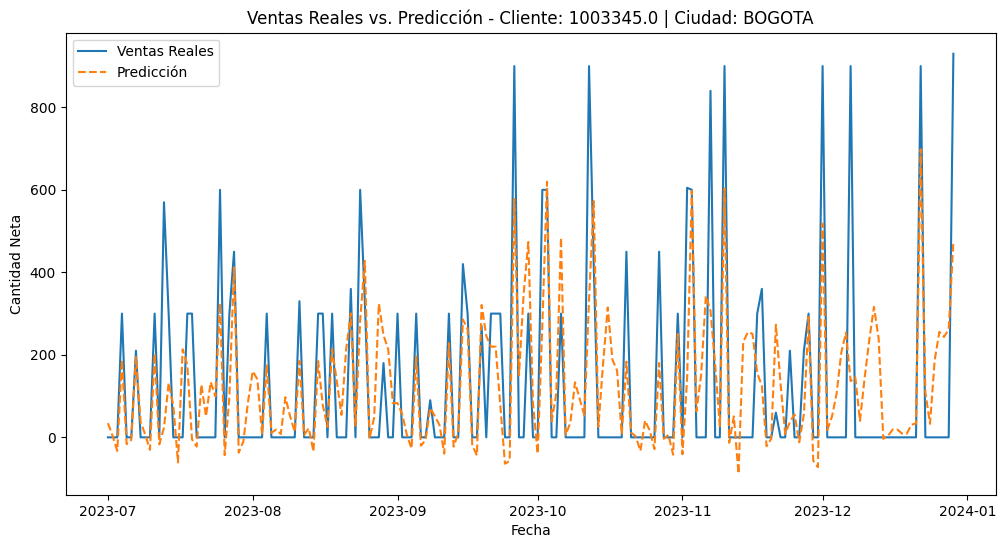 Ventas Reales vs. Predicción - Cliente: 1003345.0 | Ciudad: BOGOTA
Ventas Reales
Predicción
Cantidad Neta
800
600
400
200
0
2023-07
2023-08
2023-09
2023-10
2023-11
2023-12
2024-01
Fecha